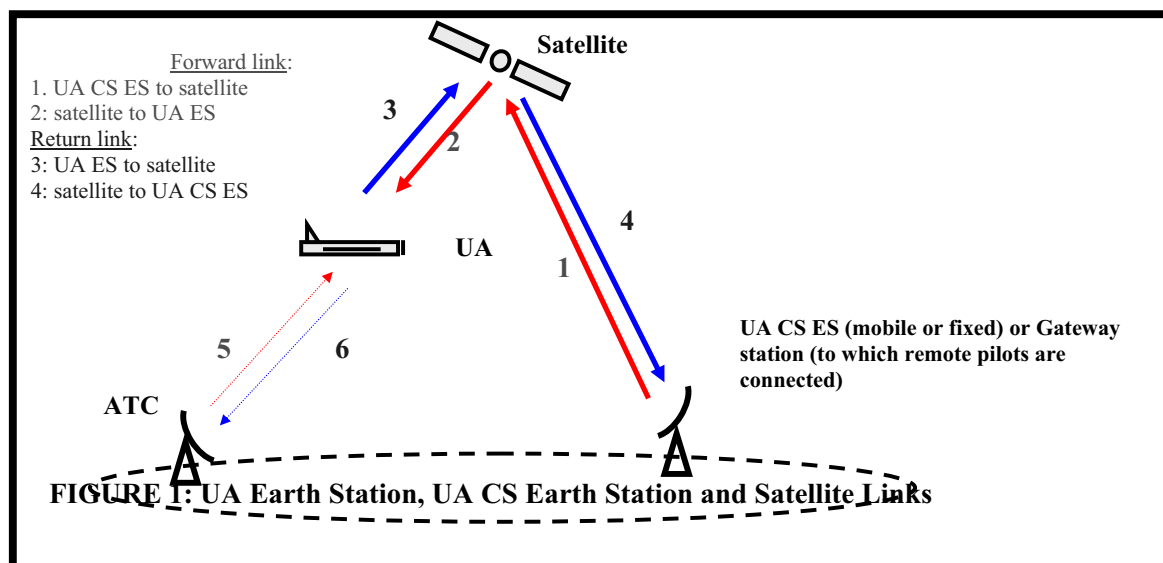 Satellite
Forward link:
1. UA CS ES to satellite
2: satellite to UA ES
Return link:
3: UA ES to satellite
4: satellite to UA CS ES
3
2
4
1
UA
UA CS ES (mobile or fixed) or Gateway
station (to which remote pilots are
connected)
5
6
ATC
FIGURE 1: UA Earth Station, UA CS Earth Station and Satellite Links